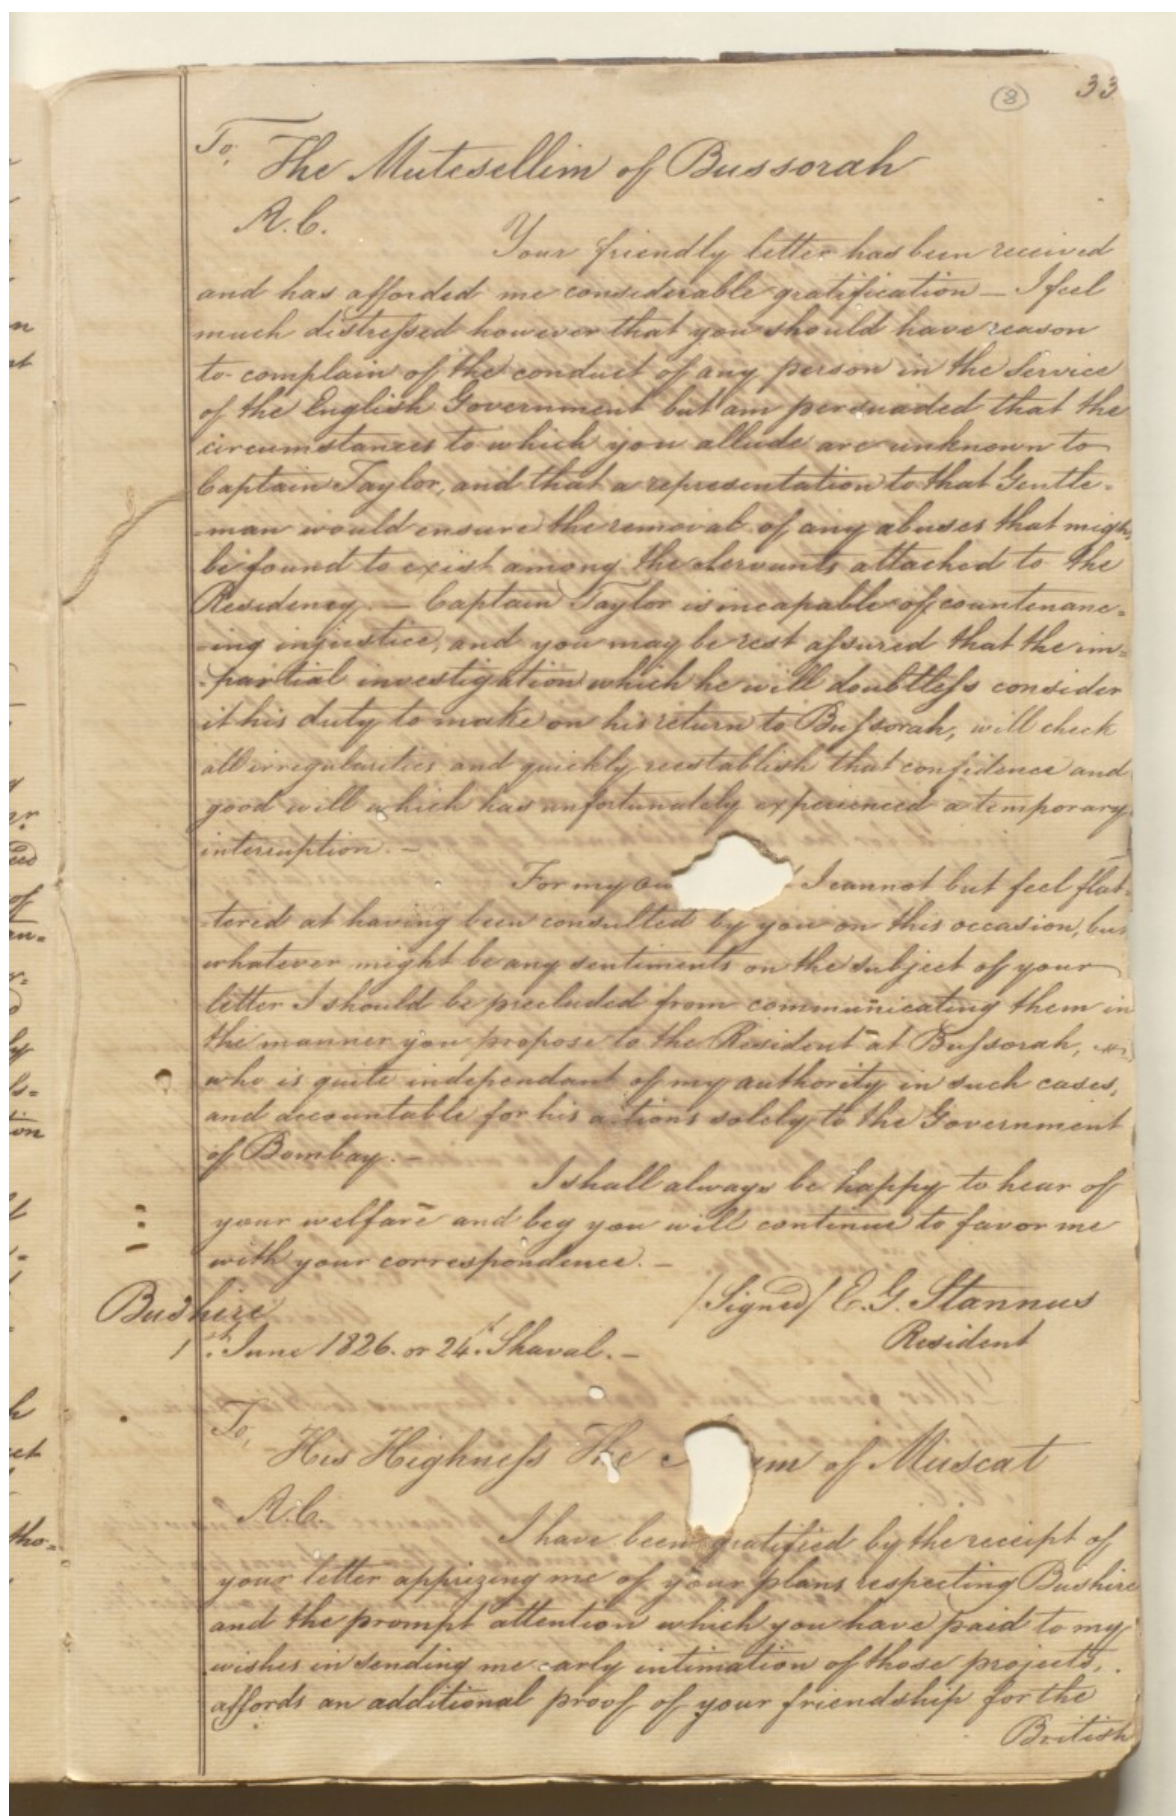 8
33
To,
The Mutesellim of Bussorah
A.C.
Your friendly letter has been received
and has afforded me considerable gratification — I feel
much distressed however that you should have reason
to complain of the conduct of any person in the Service
of the English Government but am persuaded that the
circumstances to which you allude are unknown to
Captain Taylor, and that a representation to that Gentle-
-man would ensure the removal of any abuses that might
be found to exist among the Servants attached to the
Residency. — Captain Taylor is incapable of countenanc-
-ing injustice, and you may be rest assured that the im-
-partial investigation which he will doubtless consider
it his duty to make on his return to Bussorah, will check
all irregularities and quickly reestablish that confidence and
good will which has unfortunately experienced a temporary
interruption. —
For my I cannot but feel flat-
-tered at having been consulted by you on this occasion, but
whatever might be any sentiments on the subject of your
letter I should be precluded from communicating them in
the manner you propose to the Resident at Bussorah,
who is quite independant of my authority in such cases,
and accountable for his actions solely to the Government
of Bombay. —
I shall always be happy to hear of
your welfare and beg you will continue to favor me
with your correspondence. —
/Signed/ E. G. Stannus
Resident
Bushire
1st June 1826. or 24th Shaval. —
To,
His Highness The of Muscat
A.C.
I have been gratified by the receipt of
your letter apprizing me of your plans respecting Bushire
and the prompt attention which you have paid to my
wishes in sending me early intimation of those projects,
affords an additional proof of your friendship for the
British